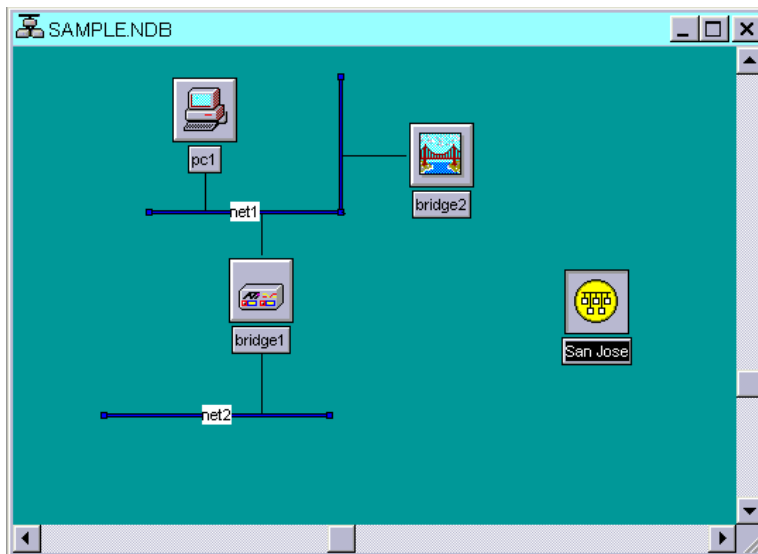 SAMPLE.NDB
pc1
net1
bridge2
bridge1
San Jose
net2